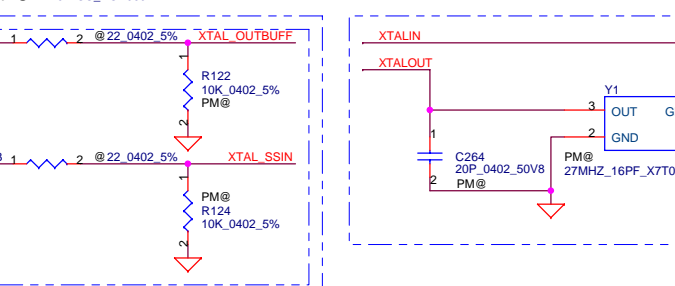 1 2 @22_0402_5% XTAL_OUTBUFF
1
R122
10K_0402_5%
PM@
2
1 2 @22_0402_5% XTAL_SSIN
1
PM@
R124
10K_0402_5%
2
XTALIN
XTALOUT
Y1
3 OUT G
2 GND
1
C264
20P_0402_50V8
2 PM@
PM@
27MHZ_16PF_X7T0